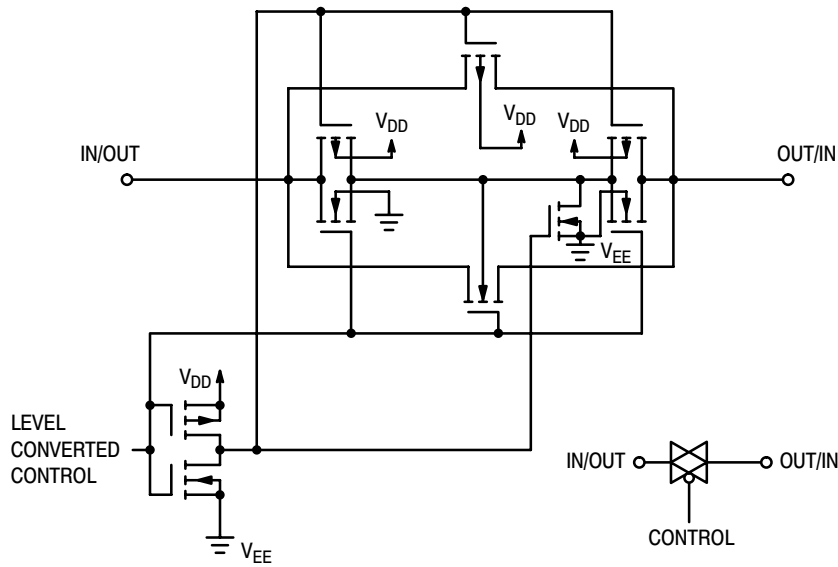 V_DD
V_DD
V_DD
IN/OUT
OUT/IN
V_EE
V_DD
LEVEL
CONVERTED
CONTROL
V_EE
IN/OUT
OUT/IN
CONTROL